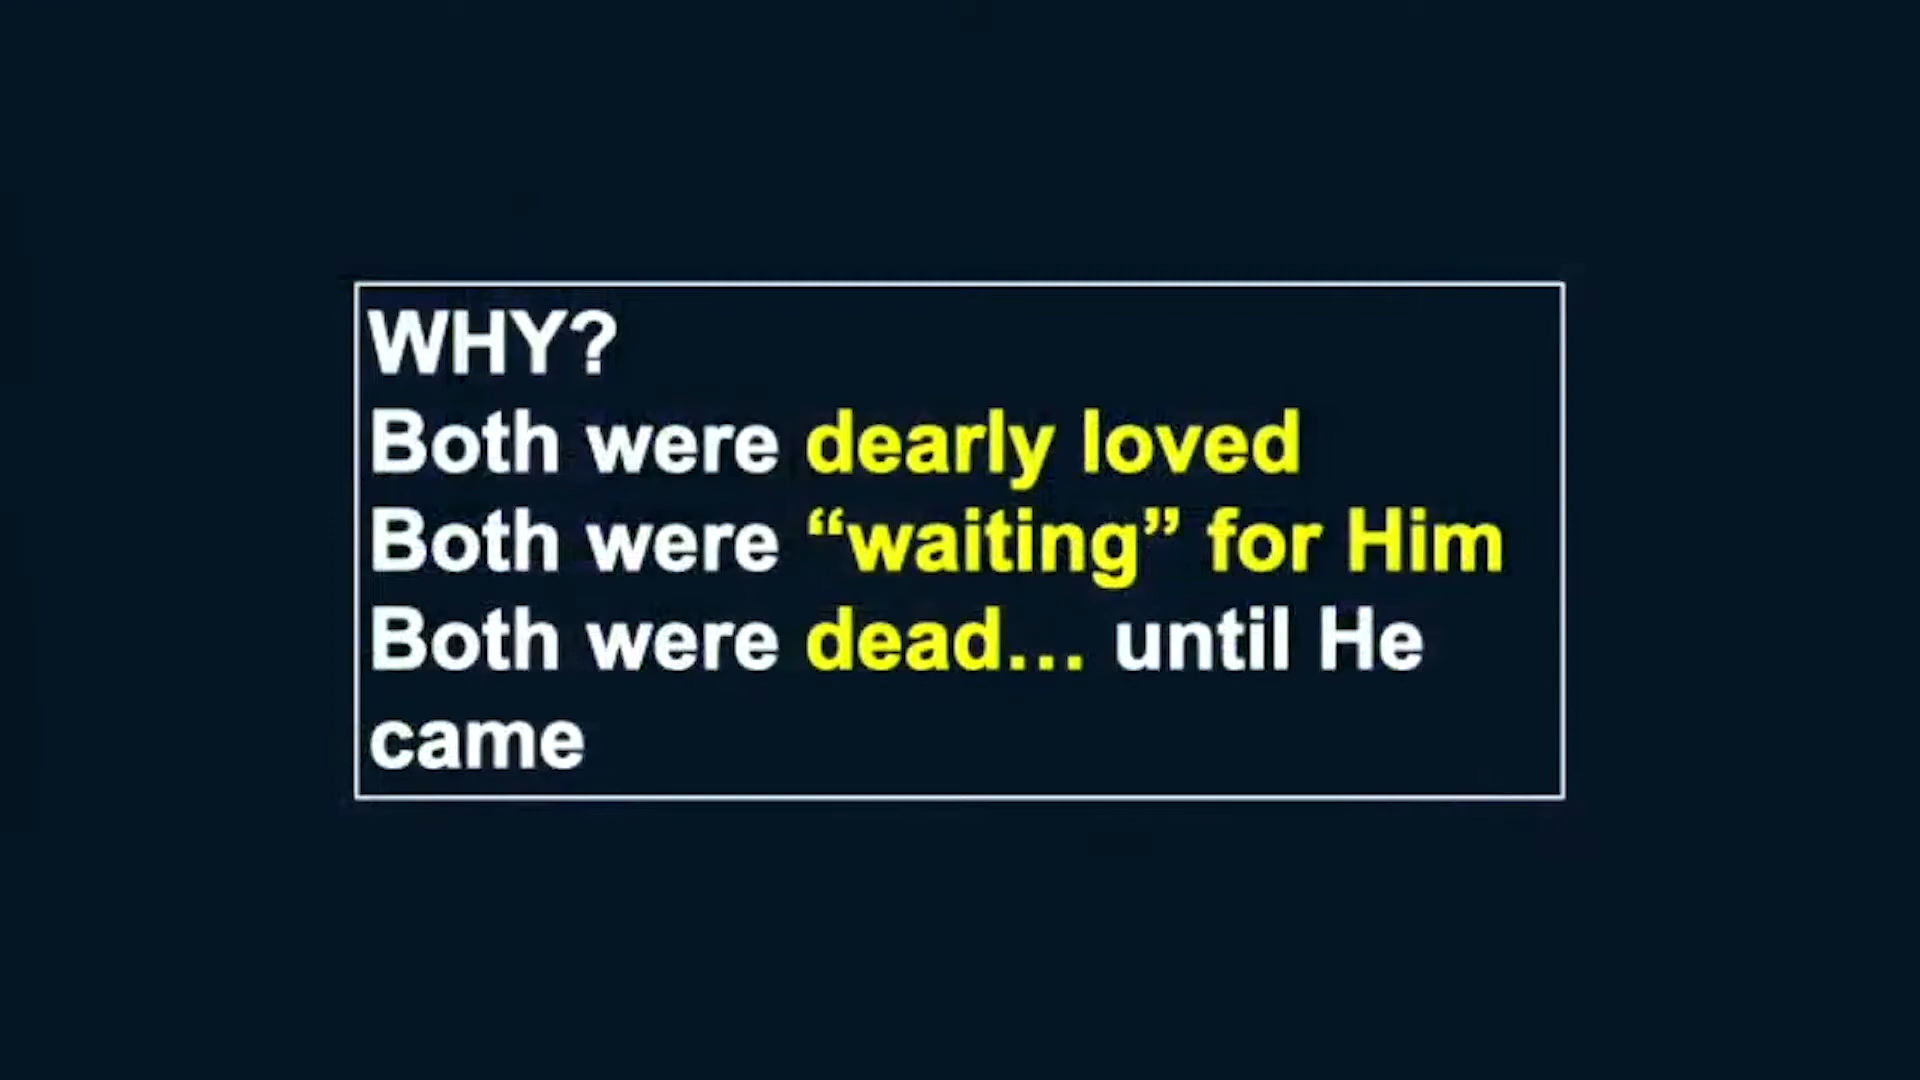 WHY?
Both were dearly loved
Both were “waiting” for Him
Both were dead... until He
came